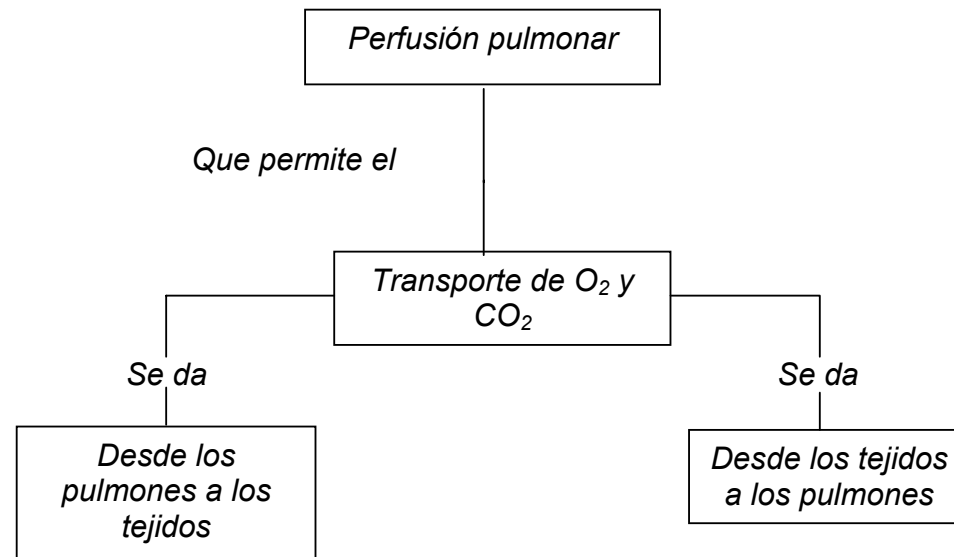 Perfusión pulmonar
Que permite el
Transporte de O₂ y
CO₂
Se da
Se da
Desde los
pulmones a los
tejidos
Desde los tejidos
a los pulmones